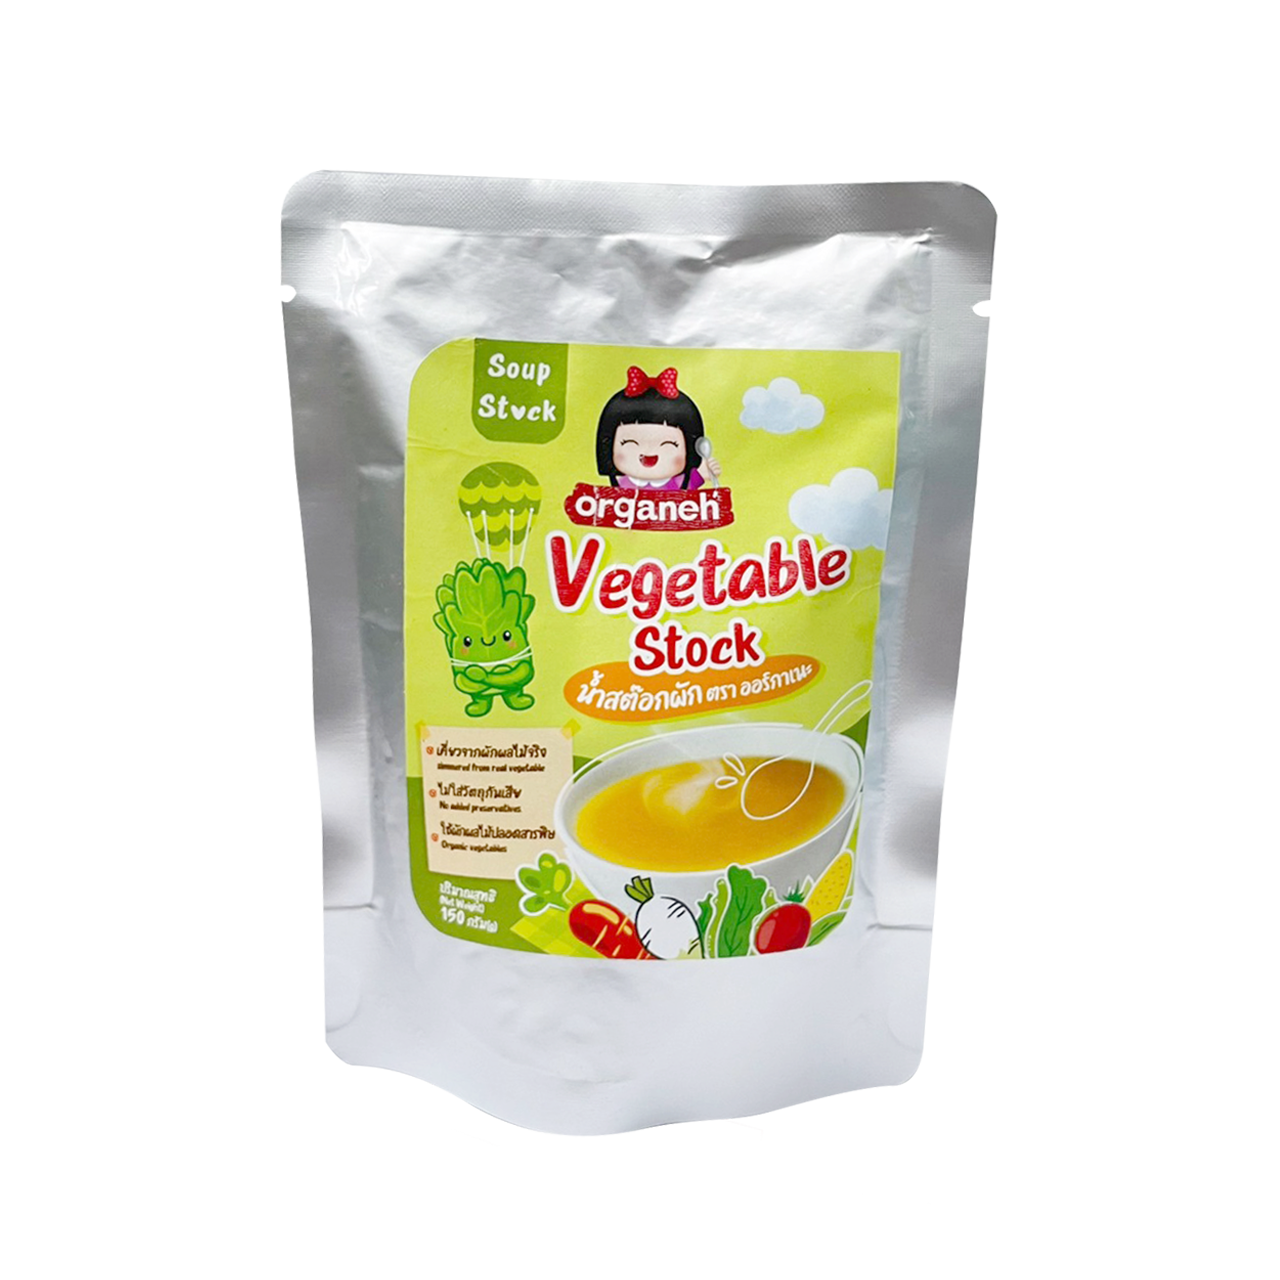 Soup
Stock
organeh
Vegetable
Stock
น้ำสต๊อกผัก ตรา ออร์กาเนะ
เคี่ยวจากผักผลไม้จริง
simmered from real vegetable
ไม่ใส่วัตถุกันเสีย
No added preservatives
ใช้ผักผลไม้ปลอดสารพิษ
Organic vegetables
ปริมาณสุทธิ
(Net Weight)
150 กรัม(g)